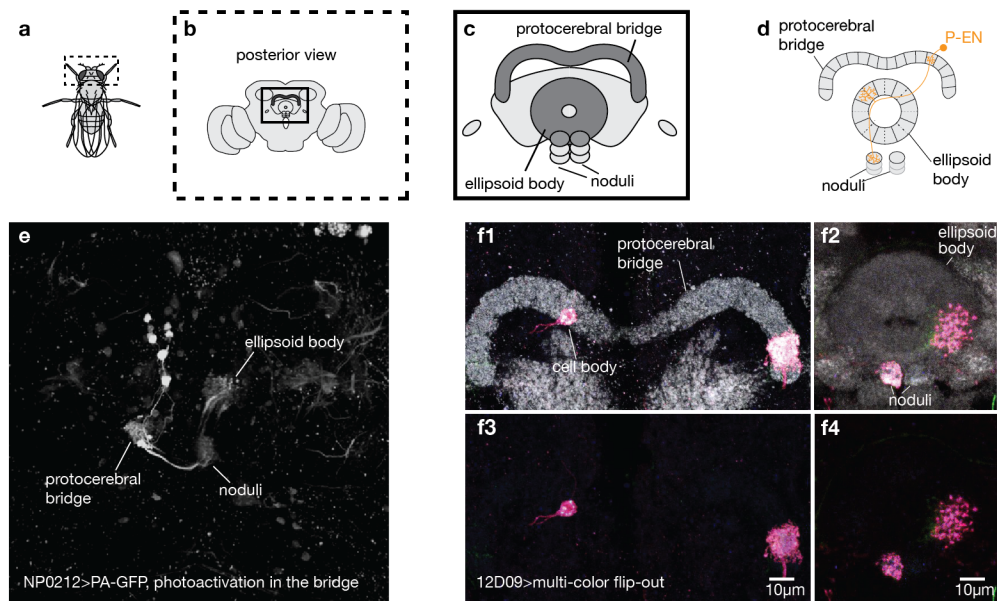 a
b
posterior view
c
protocerebral bridge
ellipsoid body
noduli
d
protocerebral
bridge
P-EN
noduli
ellipsoid
body
e
ellipsoid body
protocerebral
bridge
noduli
NP0212>PA-GFP, photoactivation in the bridge
f1
protocerebral
bridge
cell body
f2
ellipsoid
body
noduli
f3
12D09>multi-color flip-out
10µm
f4
10µm